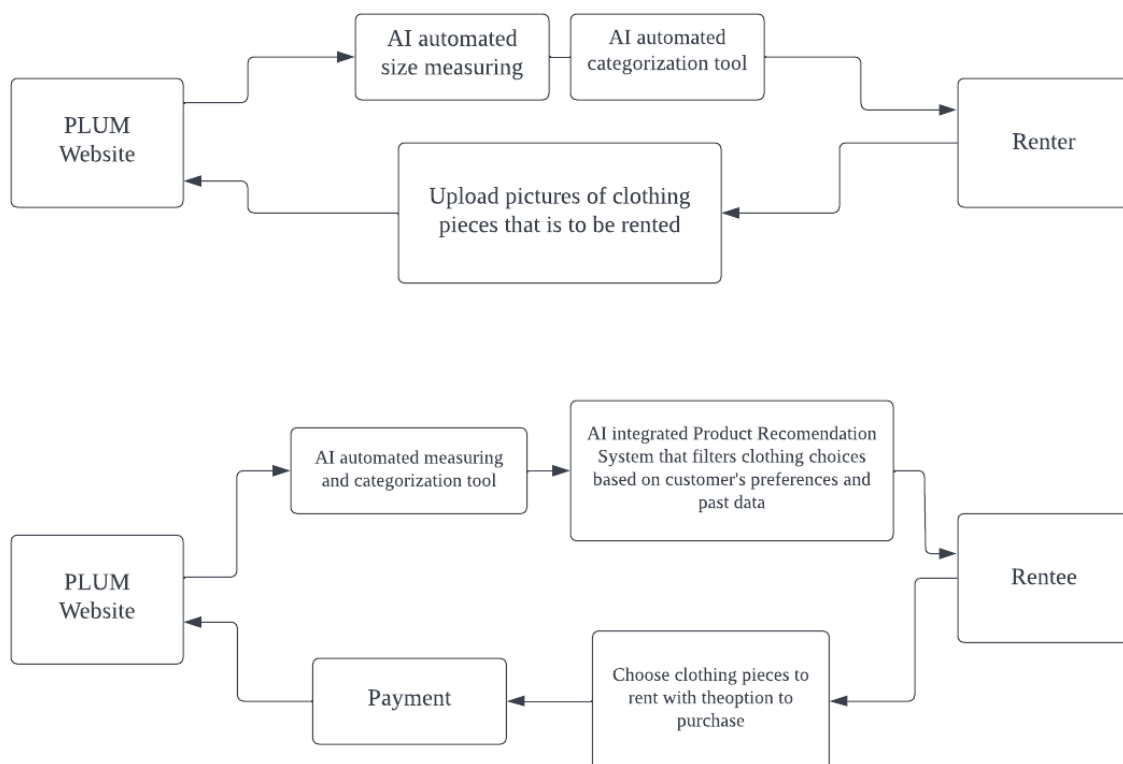 AI automated
size measuring
AI automated
categorization tool
PLUM
Website
Renter
Upload pictures of clothing
pieces that is to be rented
AI automated measuring
and categorization tool
AI integrated Product Recomendation
System that filters clothing choices
based on customer's preferences and
past data
PLUM
Website
Rentee
Payment
Choose clothing pieces to
rent with theoption to
purchase